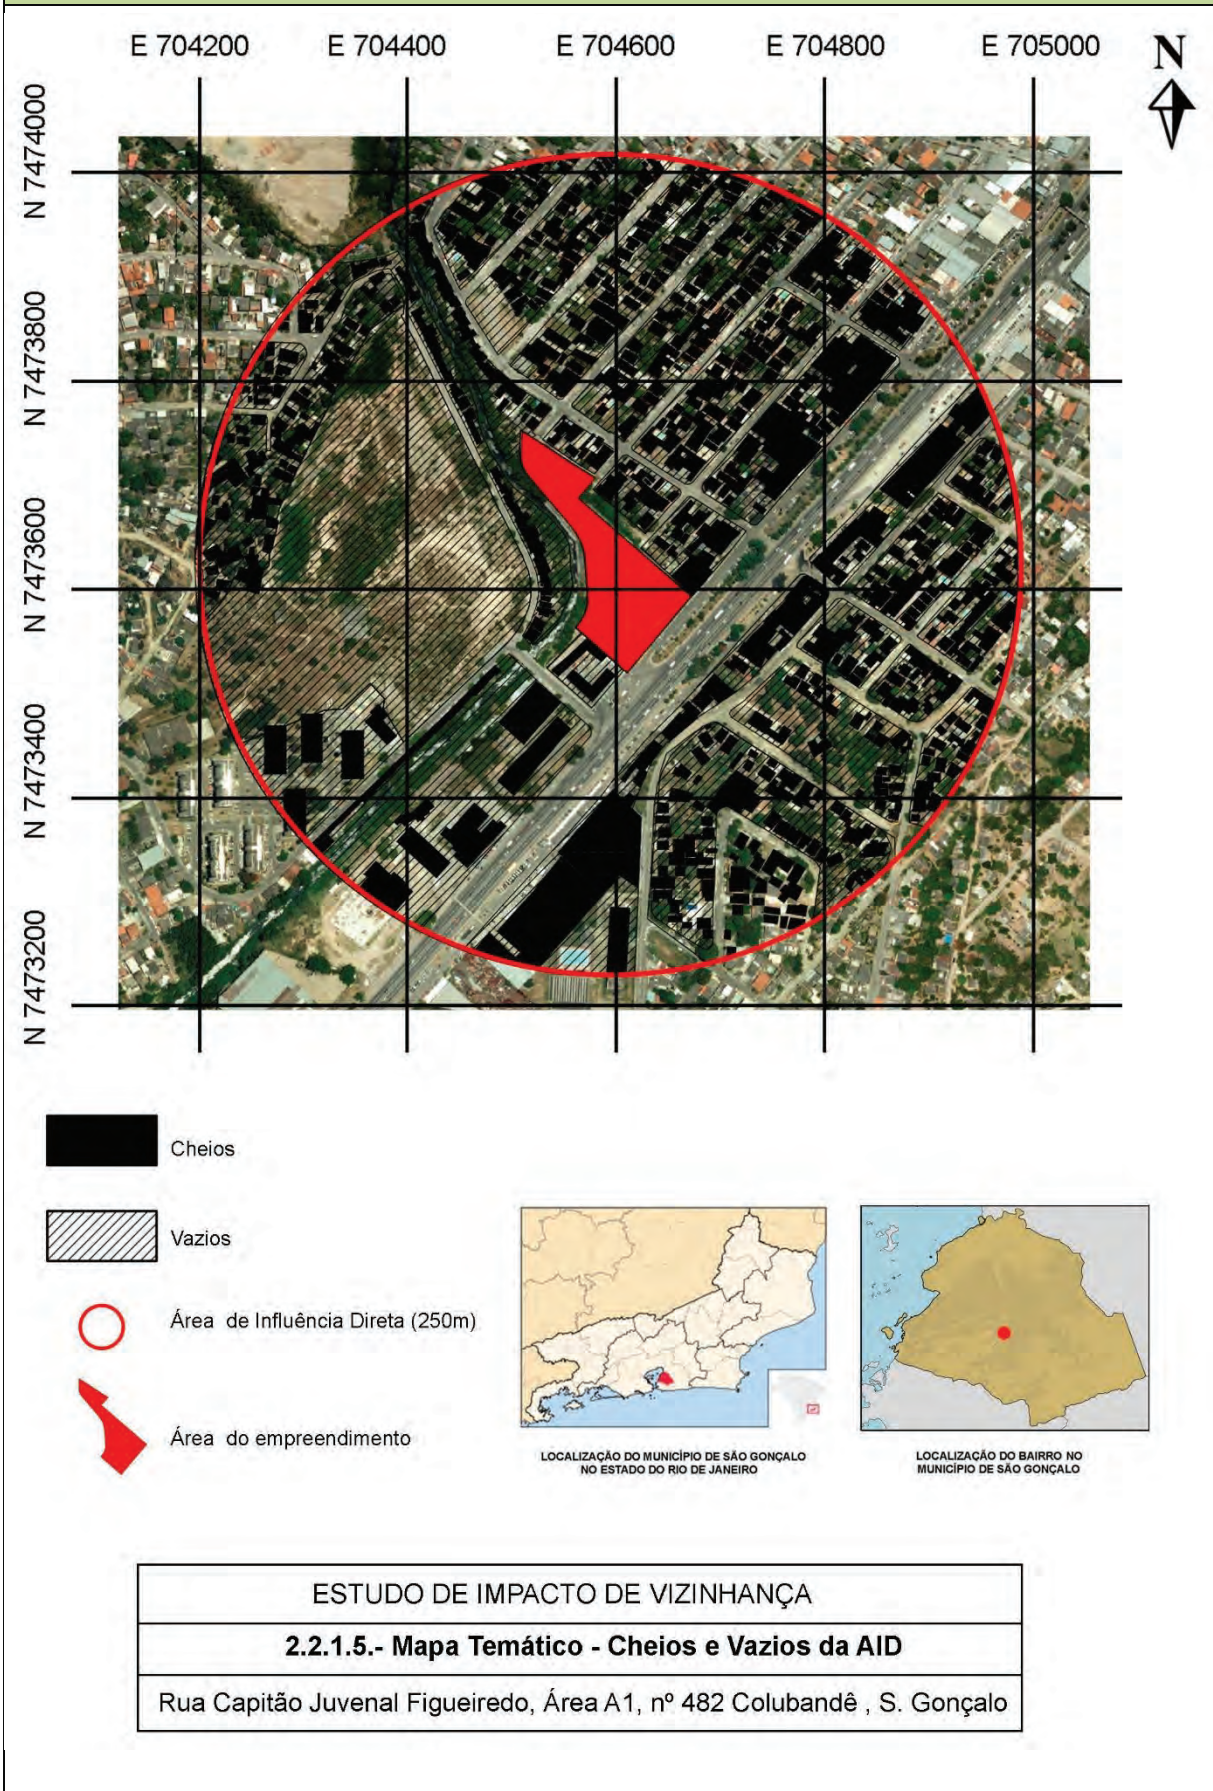 E 704200
E 704400
E 704600
E 704800
E 705000
N
N 7474000
N 7473800
N 7473600
N 7473400
N 7473200
Cheios
Vazios
Área de Influência Direta (250m)
Área do empreendimento
LOCALIZAÇÃO DO MUNICÍPIO DE SÃO GONÇALO
NO ESTADO DO RIO DE JANEIRO
LOCALIZAÇÃO DO BAIRRO NO
MUNICÍPIO DE SÃO GONÇALO
ESTUDO DE IMPACTO DE VIZINHANÇA
2.2.1.5.- Mapa Temático - Cheios e Vazios da AID
Rua Capitão Juvenal Figueiredo, Área A1, nº 482 Colubandê , S. Gonçalo